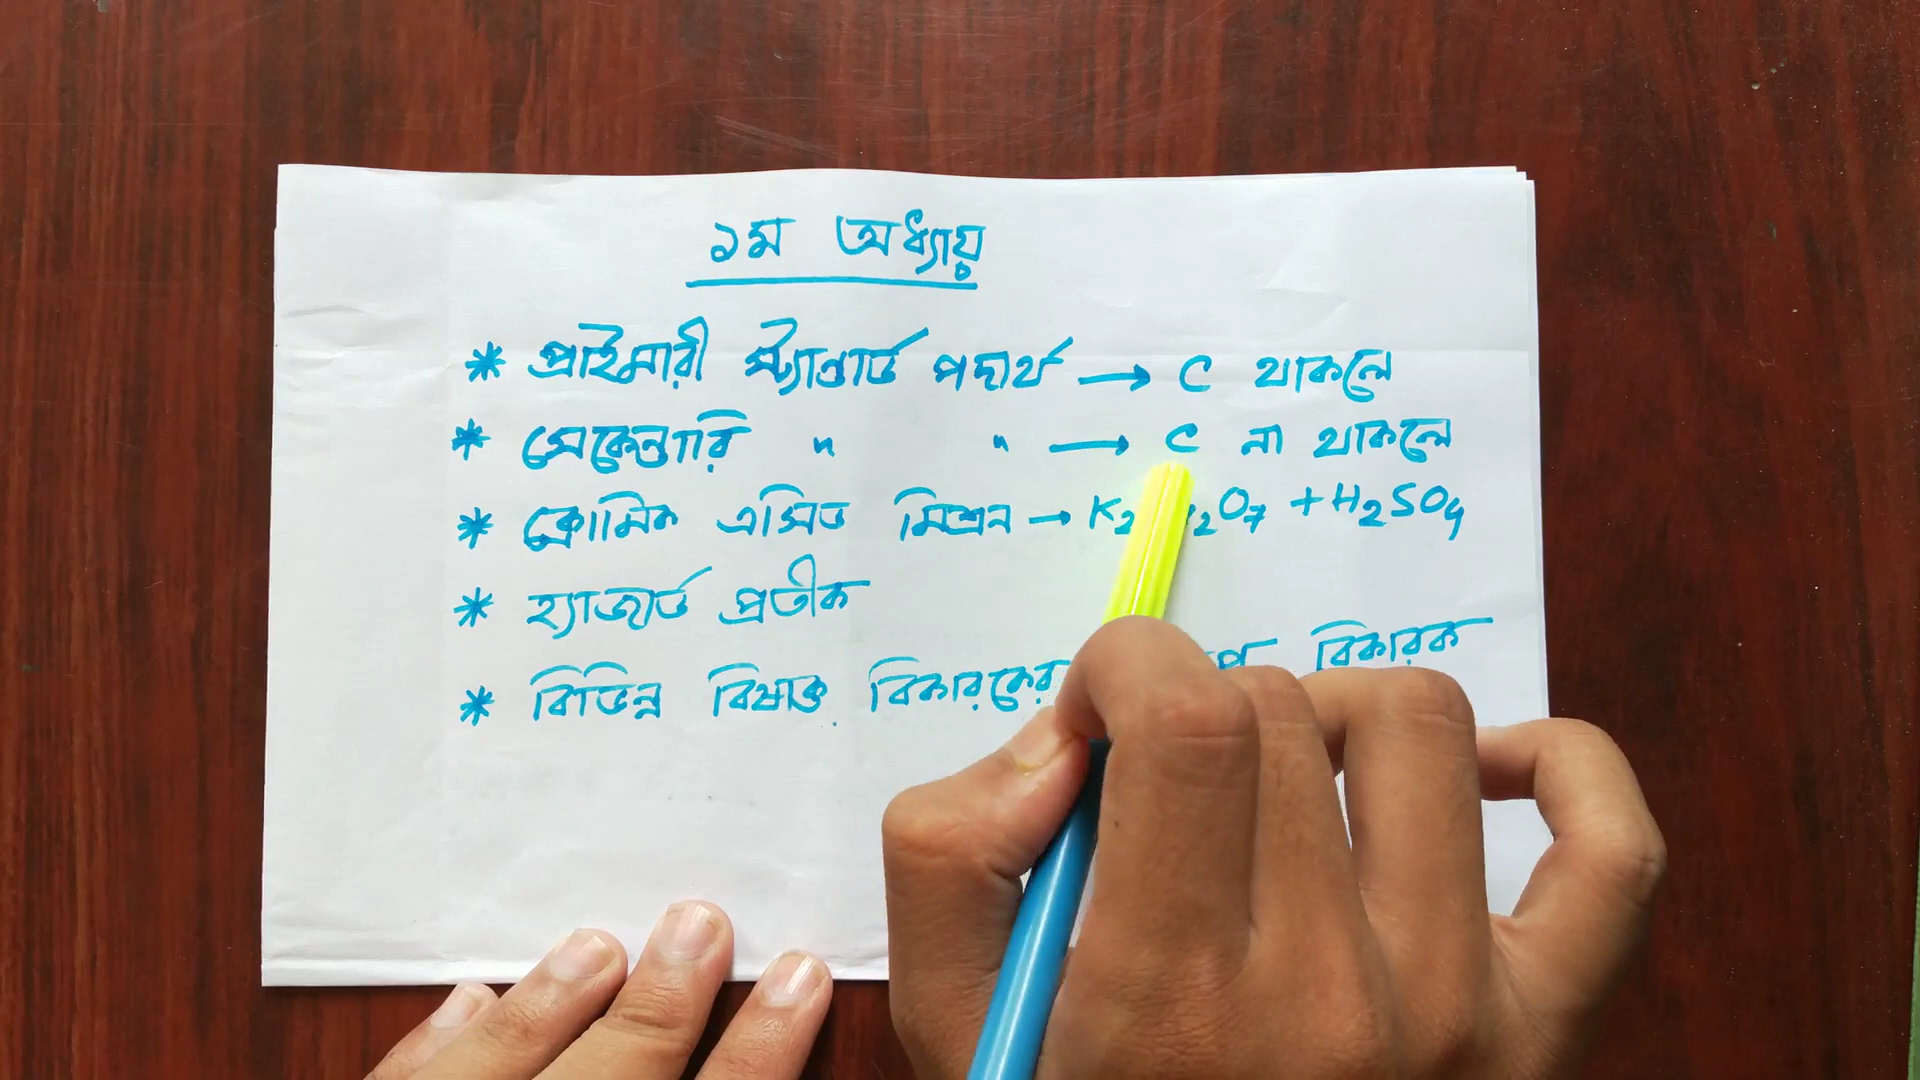 ১ম অধ্যায়
* প্রাইমারী স্ট্যান্ডার্ড পদার্থ → C থাকলে
* সেকেন্ডারি " " → C না থাকলে
* ক্রোমিক এসিড মিশ্রন → K2 2O7 + H2SO4
* হ্যাজার্ড প্রতীক
* বিভিন্ন বিষাক্ত বিকারকের বিকারক